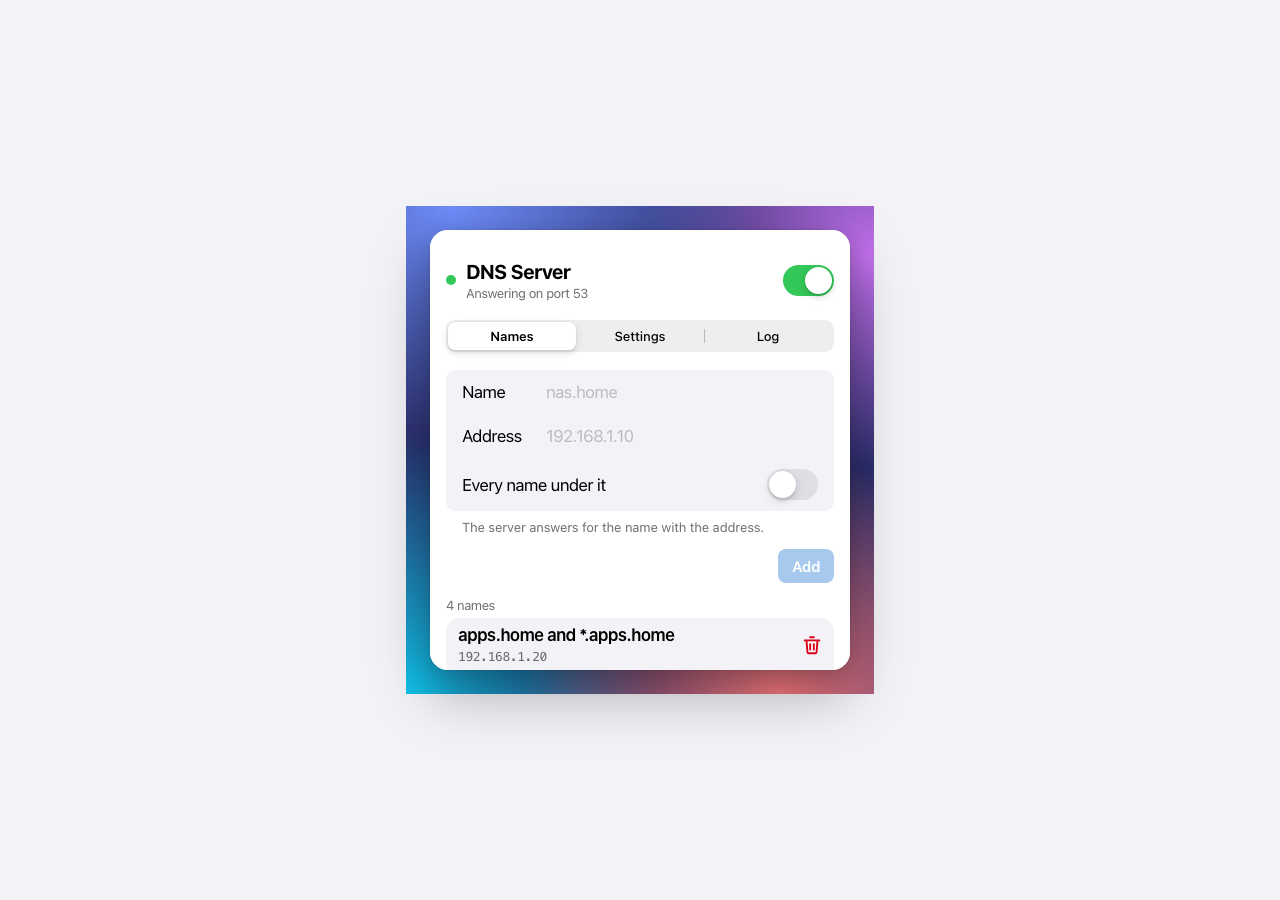 DNS Server
Answering on port 53
Names Settings Log
Name nas.home
Address 192.168.1.10
Every name under it
The server answers for the name with the address.
Add
4 names
apps.home and *.apps.home
192.168.1.20